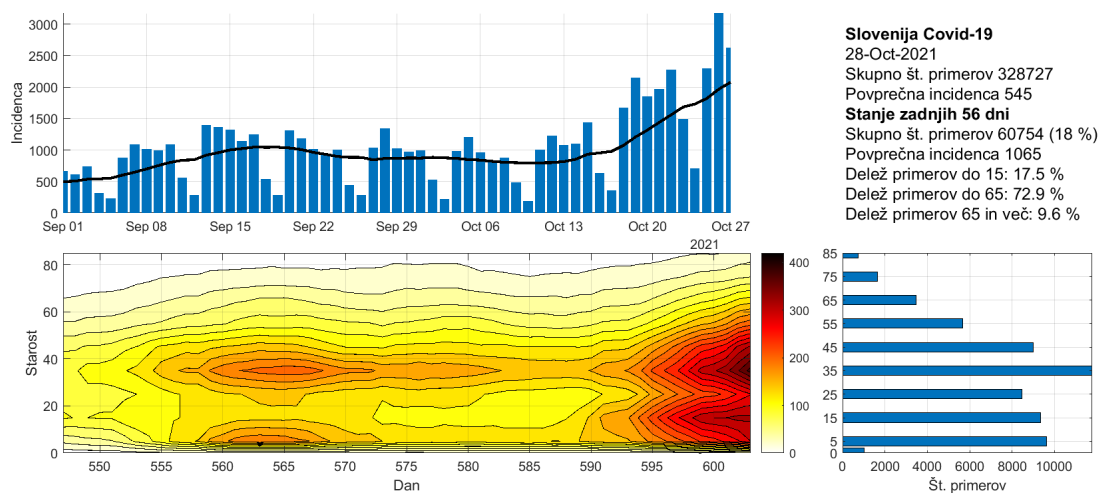 3000
2500
2000
1500
1000
500
0
Incidenca
Sep 01
Sep 08
Sep 15
Sep 22
Sep 29
Oct 06
Oct 13
Oct 20
Oct 27
2021
Slovenija Covid-19
28-Oct-2021
Skupno št. primerov 328727
Povprečna incidenca 545
Stanje zadnjih 56 dni
Skupno št. primerov 60754 (18 %)
Povprečna incidenca 1065
Delež primerov do 15: 17.5 %
Delež primerov do 65: 72.9 %
Delež primerov 65 in več: 9.6 %
80
60
40
20
0
Starost
550
555
560
565
570
575
580
585
590
595
600
Dan
400
300
200
100
0
85
75
65
55
45
35
25
15
5
0
0
2000
4000
6000
8000
10000
Št. primerov